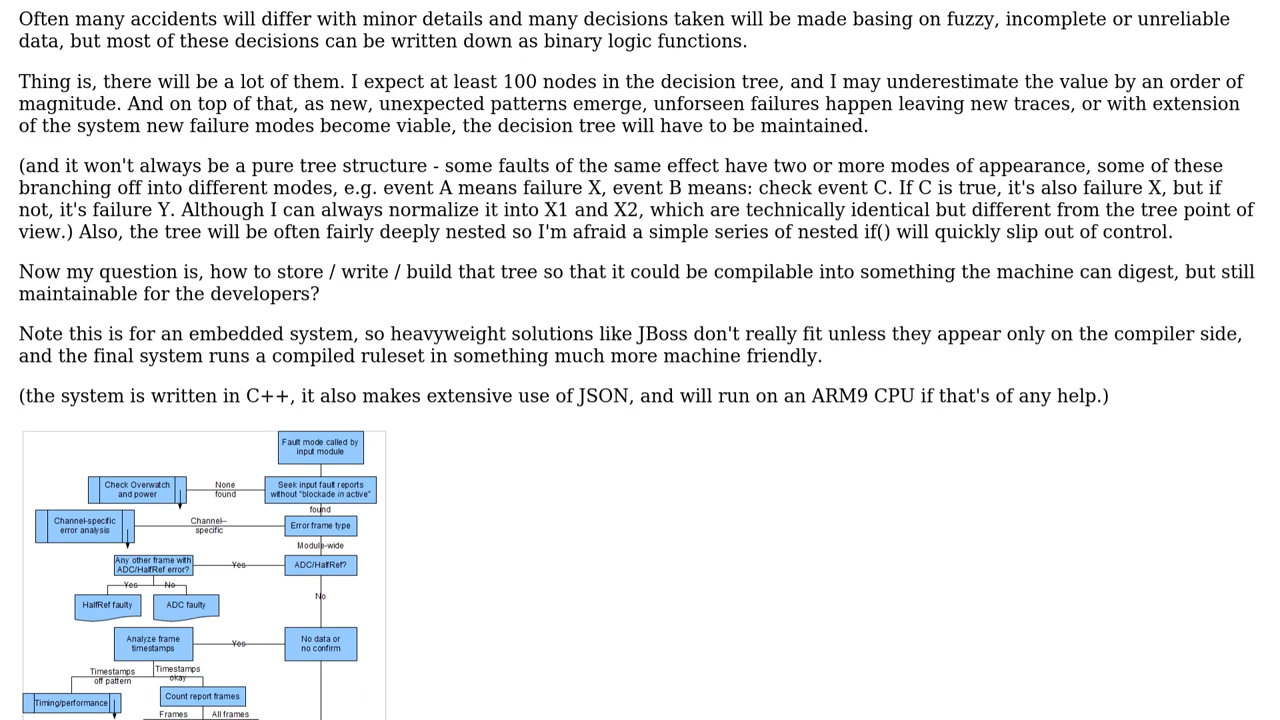 Often many accidents will differ with minor details and many decisions taken will be made basing on fuzzy, incomplete or unreliable
data, but most of these decisions can be written down as binary logic functions.
Thing is, there will be a lot of them. I expect at least 100 nodes in the decision tree, and I may underestimate the value by an order of
magnitude. And on top of that, as new, unexpected patterns emerge, unforseen failures happen leaving new traces, or with extension
of the system new failure modes become viable, the decision tree will have to be maintained.
(and it won't always be a pure tree structure - some faults of the same effect have two or more modes of appearance, some of these
branching off into different modes, e.g. event A means failure X, event B means: check event C. If C is true, it's also failure X, but if
not, it's failure Y. Although I can always normalize it into X1 and X2, which are technically identical but different from the tree point of
view.) Also, the tree will be often fairly deeply nested so I'm afraid a simple series of nested if() will quickly slip out of control.
Now my question is, how to store / write / build that tree so that it could be compilable into something the machine can digest, but still
maintainable for the developers?
Note this is for an embedded system, so heavyweight solutions like JBoss don't really fit unless they appear only on the compiler side,
and the final system runs a compiled ruleset in something much more machine friendly.
(the system is written in C++, it also makes extensive use of JSON, and will run on an ARM9 CPU if that's of any help.)
Fault mode called by
input module
Check Overwatch
and power
None
found
Seek input fault reports
without "blockade in active"
found
Channel-specific
error analysis
Channel-
specific
Error frame type
Module-wide
Any other frame with
ADC/HalfRef error?
Yes
ADC/HalfRef?
Yes
No
No
HalfRef faulty
ADC faulty
Analyze frame
timestamps
Yes
No data or
no confirm
Timestamps
off pattern
Timestamps
okay
Timing/performance
Count report frames
Frames
All frames